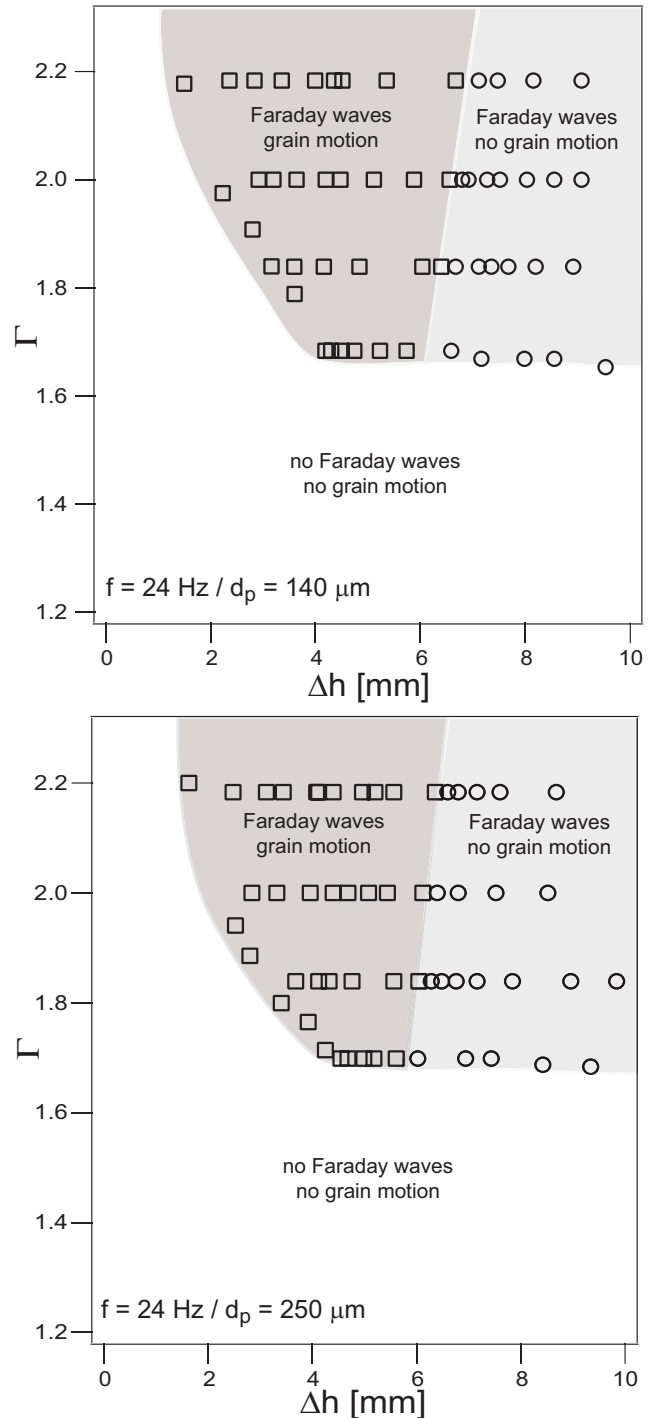 2.2
Faraday waves
grain motion
Faraday waves
no grain motion
2.0
1.8
Γ
1.6
no Faraday waves
no grain motion
1.4
f = 24 Hz / dp = 140 μm
1.2
0 2 4 6 8 10
Δh [mm]
2.2
Faraday waves
grain motion
Faraday waves
no grain motion
2.0
1.8
Γ
1.6
no Faraday waves
no grain motion
1.4
f = 24 Hz / dp = 250 μm
1.2
0 2 4 6 8 10
Δh [mm]